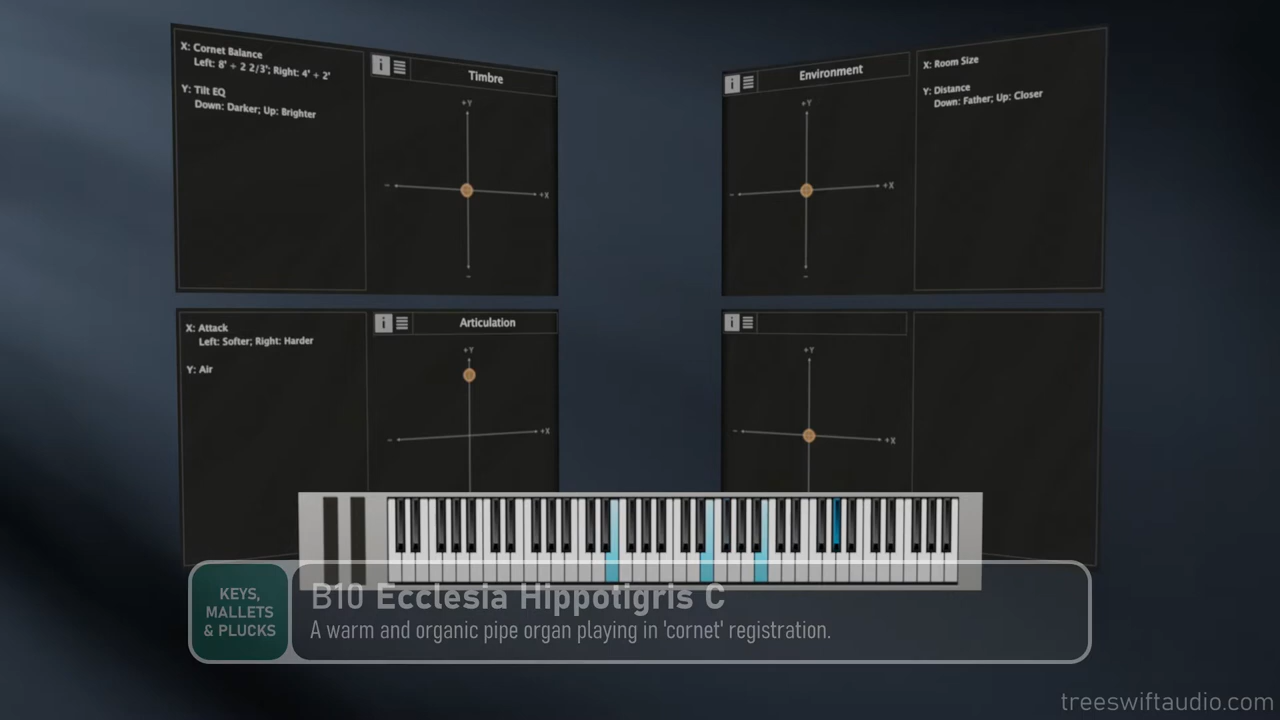 X: Cornet Balance
Left: 8' + 2 2/3'; Right: 4' + 2'
Y: Tilt EQ
Down: Darker; Up: Brighter
i
Timbre
+Y
-
+X
-
i
Environment
+Y
-
+X
-
X: Room Size
Y: Distance
Down: Father; Up: Closer
X: Attack
Left: Softer; Right: Harder
Y: Air
i
Articulation
+Y
-
+X
i
+Y
-
+X
KEYS,
MALLETS
& PLUCKS
B10 Ecclesia Hippotigris C
A warm and organic pipe organ playing in 'cornet' registration.
treeswiftaudio.com